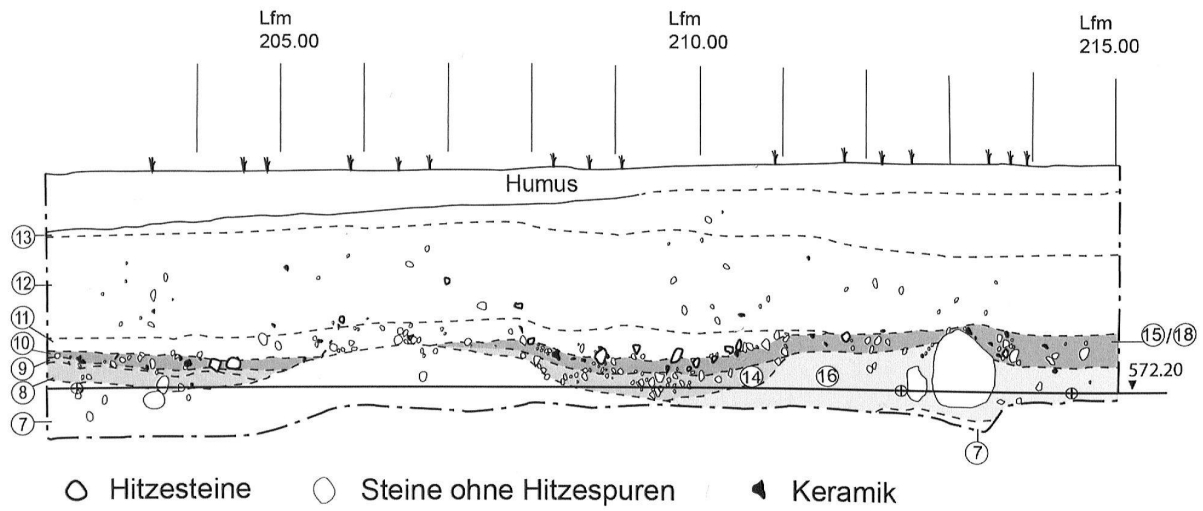 Lfm
205.00
Lfm
210.00
Lfm
215.00
Humus
13
12
11
10
9
8
7
14
16
15/18
572.20
7
Hitzesteine
Steine ohne Hitzespuren
Keramik